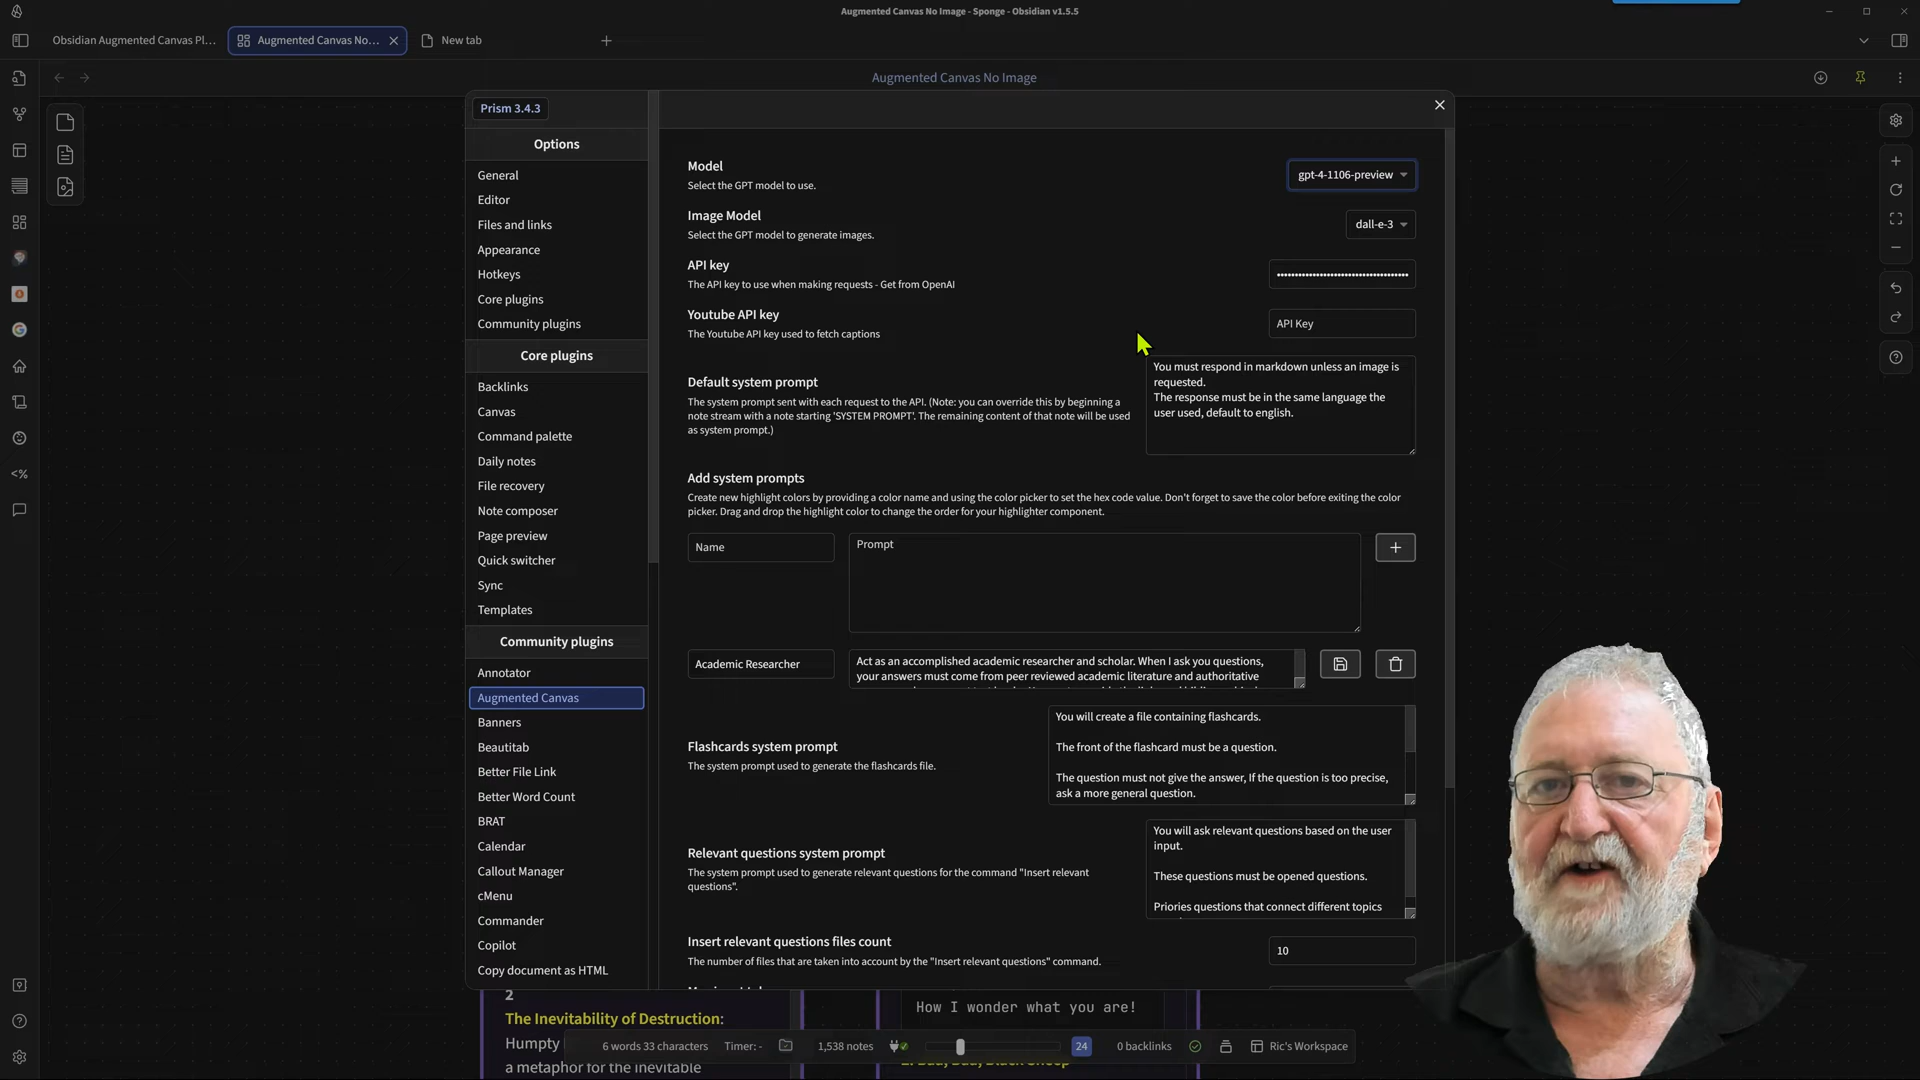 Augmented Canvas No Image - Sponge - Obsidian v1.5.5
Obsidian Augmented Canvas Pl...
Augmented Canvas No...
New tab
Augmented Canvas No Image
Prism 3.4.3
Options
General
Editor
Files and links
Appearance
Hotkeys
Core plugins
Community plugins
Core plugins
Backlinks
Canvas
Command palette
Daily notes
File recovery
Note composer
Page preview
Quick switcher
Sync
Templates
Community plugins
Annotator
Augmented Canvas
Banners
Beautitab
Better File Link
Better Word Count
BRAT
Calendar
Callout Manager
cMenu
Commander
Copilot
Copy document as HTML
Model
Select the GPT model to use.
gpt-4-1106-preview
Image Model
Select the GPT model to generate images.
dall-e-3
API key
The API key to use when making requests - Get from OpenAI
Youtube API key
The Youtube API key used to fetch captions
API Key
Default system prompt
The system prompt sent with each request to the API. (Note: you can override this by beginning a
note stream with a note starting 'SYSTEM PROMPT'. The remaining content of that note will be used
as system prompt.)
You must respond in markdown unless an image is
requested.
The response must be in the same language the
user used, default to english.
Add system prompts
Create new highlight colors by providing a color name and using the color picker to set the hex code value. Don't forget to save the color before exiting the color
picker. Drag and drop the highlight color to change the order for your highlighter component.
Name
Prompt
Academic Researcher
Act as an accomplished academic researcher and scholar. When I ask you questions,
your answers must come from peer reviewed academic literature and authoritative
Flashcards system prompt
The system prompt used to generate the flashcards file.
You will create a file containing flashcards.
The front of the flashcard must be a question.
The question must not give the answer, If the question is too precise,
ask a more general question.
Relevant questions system prompt
The system prompt used to generate relevant questions for the command "Insert relevant
questions".
You will ask relevant questions based on the user
input.
These questions must be opened questions.
Priories questions that connect different topics
Insert relevant questions files count
The number of files that are taken into account by the "Insert relevant questions" command.
10
2
The Inevitability of Destruction:
Humpty
a metaphor for the inevitable
How I wonder what you are!
6 words 33 characters
Timer: -
1,538 notes
24
0 backlinks
Ric's Workspace